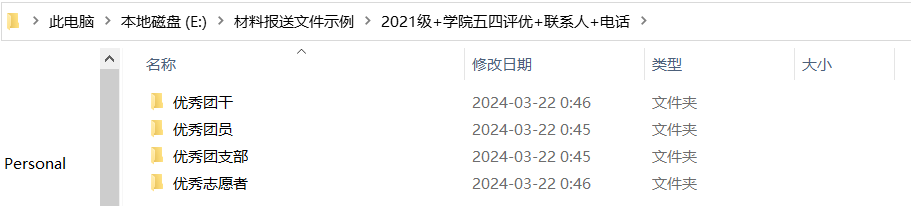 此电脑 > 本地磁盘 (E:) > 材料报送文件示例 > 2021级+学院五四评优+联系人+电话 >
名称 修改日期 类型 大小
优秀团干 2024-03-22 0:46 文件夹
优秀团员 2024-03-22 0:45 文件夹
优秀团支部 2024-03-22 0:45 文件夹
Personal
优秀志愿者 2024-03-22 0:46 文件夹